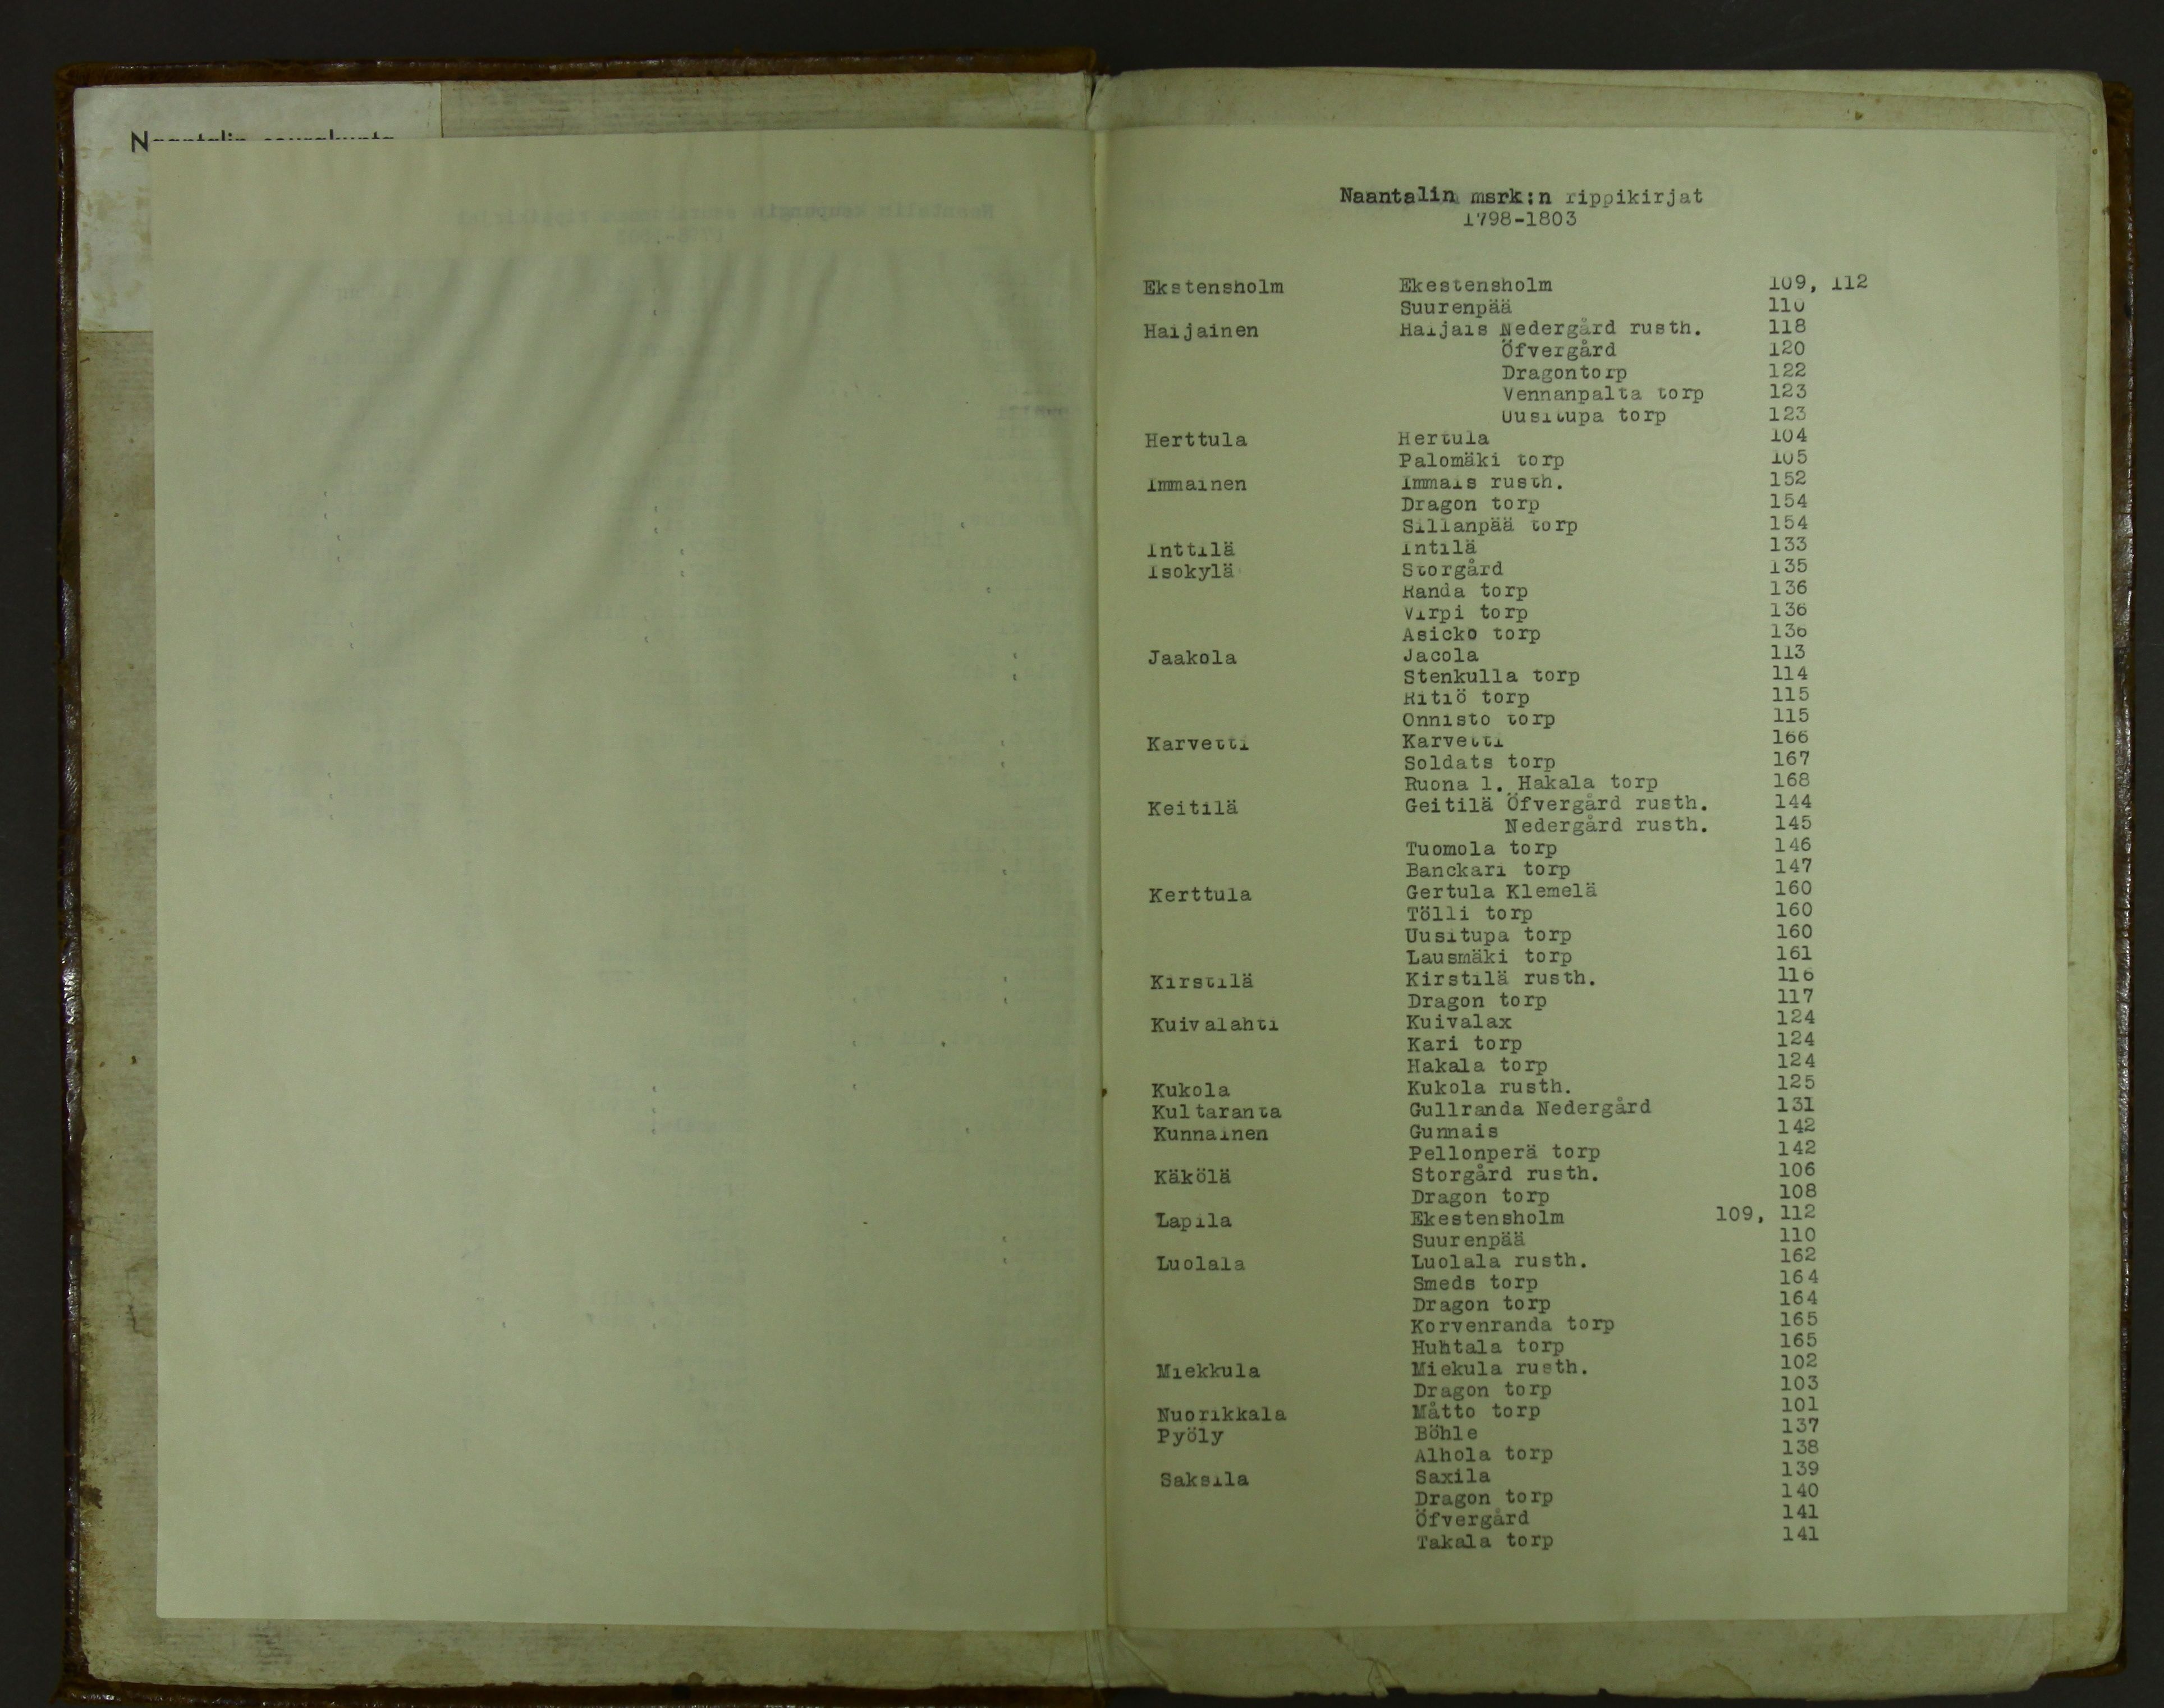 Naantalin msrk:n rippikirjat
1798-1803
Ekstensholm Ekestensholm 109, 112
Suurenpää 110
Haijainen Haijais Nedergård rusth. 118
Öfvergård 120
Dragontorp 122
Vennanpalta torp 123
Uusitupa torp 123
Herttula Hertula 104
Palomäki torp 105
Immainen Immais rusth. 152
Dragon torp 154
Sillanpää torp 154
Inttilä Intilä 133
Isokylä Storgård 135
Randa torp 136
Virpi torp 136
Asicko torp 136
Jaakola Jacola 113
Stenkulla torp 114
Ritiö torp 115
Onnisto torp 115
Karvetti Karvetti 166
Soldats torp 167
Ruona l. Hakala torp 168
Keitilä Geitilä Öfvergård rusth. 144
Nedergård rusth. 145
Tuomola torp 146
Banckari torp 147
Kerttula Gertula Klemelä 160
Tölli torp 160
Uusitupa torp 160
Lausmäki torp 161
Kirstilä Kirstilä rusth. 116
Dragon torp 117
Kuivalahti Kuivalax 124
Kari torp 124
Hakala torp 124
Kukola Kukola rusth. 125
Kultaranta Gullranda Nedergård 131
Kunnainen Gunnais 142
Pellonperä torp 142
Käkölä Storgård rusth. 106
Dragon torp 108
Lapila Ekestensholm 109, 112
Suurenpää 110
Luolala Luolala rusth. 162
Smeds torp 164
Dragon torp 164
Korvenranda torp 165
Huhtala torp 165
Miekkula Miekula rusth. 102
Dragon torp 103
Nuorikkala Måtto torp 101
Pyöly Böhle 137
Alhola torp 138
Saksila Saxila 139
Dragon torp 140
Öfvergård 141
Takala torp 141